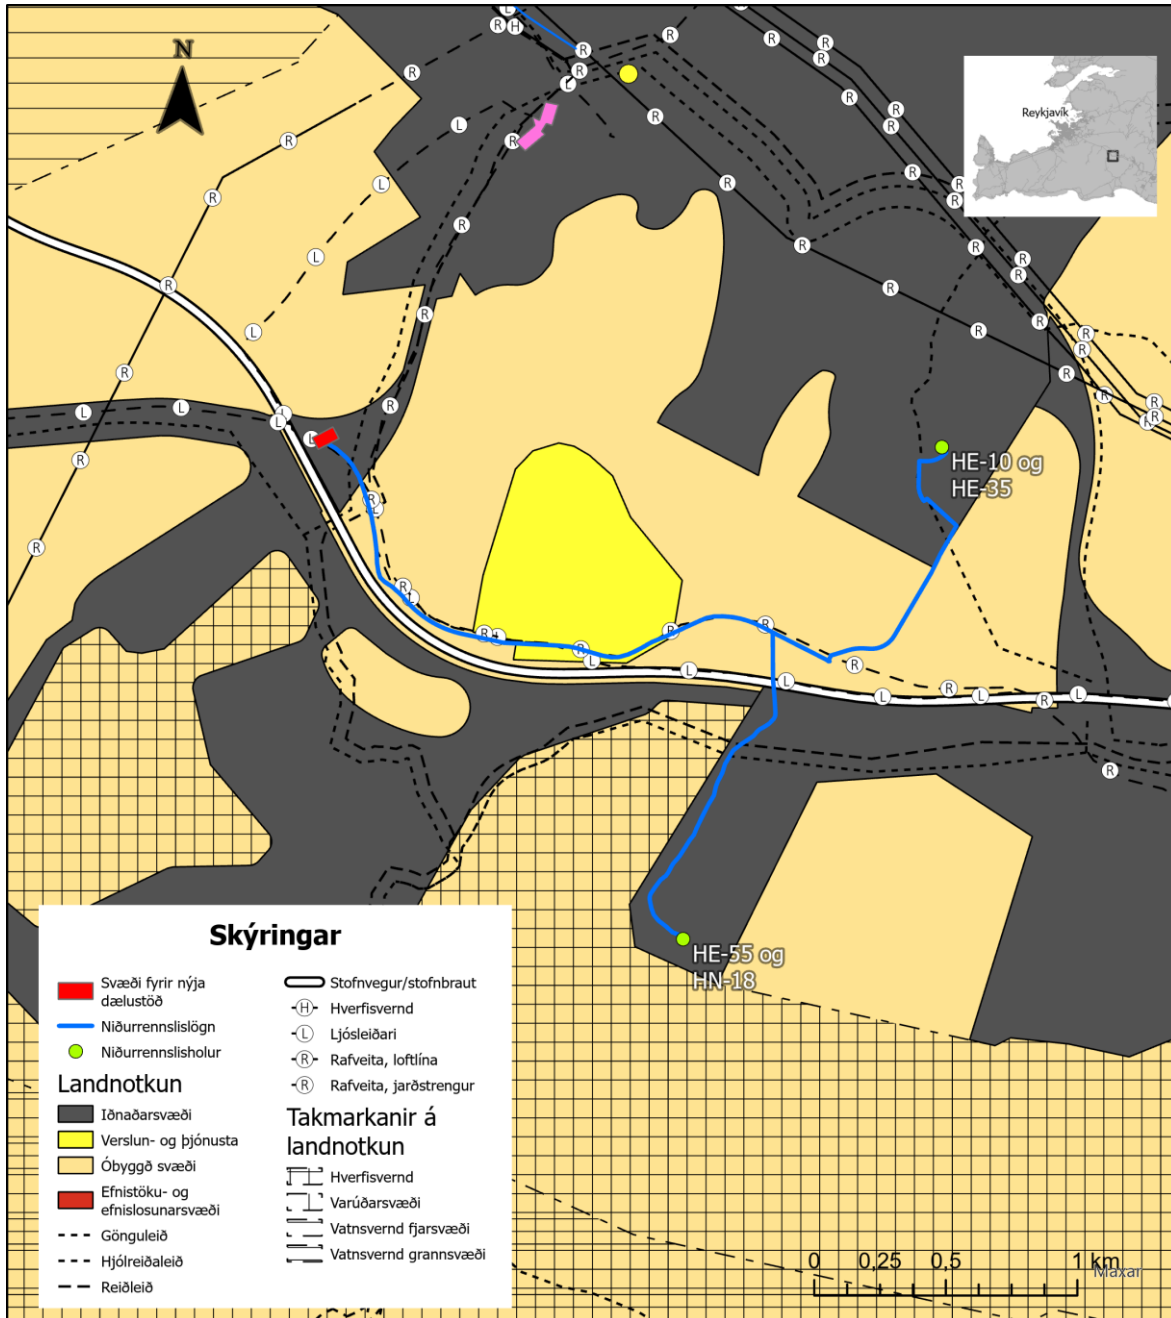 N
Reykjavík
HE-10 og
HE-35
HE-55 og
HN-18
Skýringar
Svæði fyrir nýja
dælustöð
Niðurrennslislögn
Niðurrennslisholur
Landnotkun
Iðnaðarsvæði
Verslun- og þjónusta
Óbyggð svæði
Efnistöku- og
efnislosunarsvæði
Gönguleið
Hjólreiðaleið
Reiðleið
Stofnvegur/stofnbraut
H Hverfisvernd
L Ljósleiðari
R Rafveita, loftlína
R Rafveita, jarðstrengur
Takmarkanir á
landnotkun
Hverfisvernd
Varúðarsvæði
Vatnsvernd fjarsvæði
Vatnsvernd grannsvæði
0 0,25 0,5 1 km
Maxar